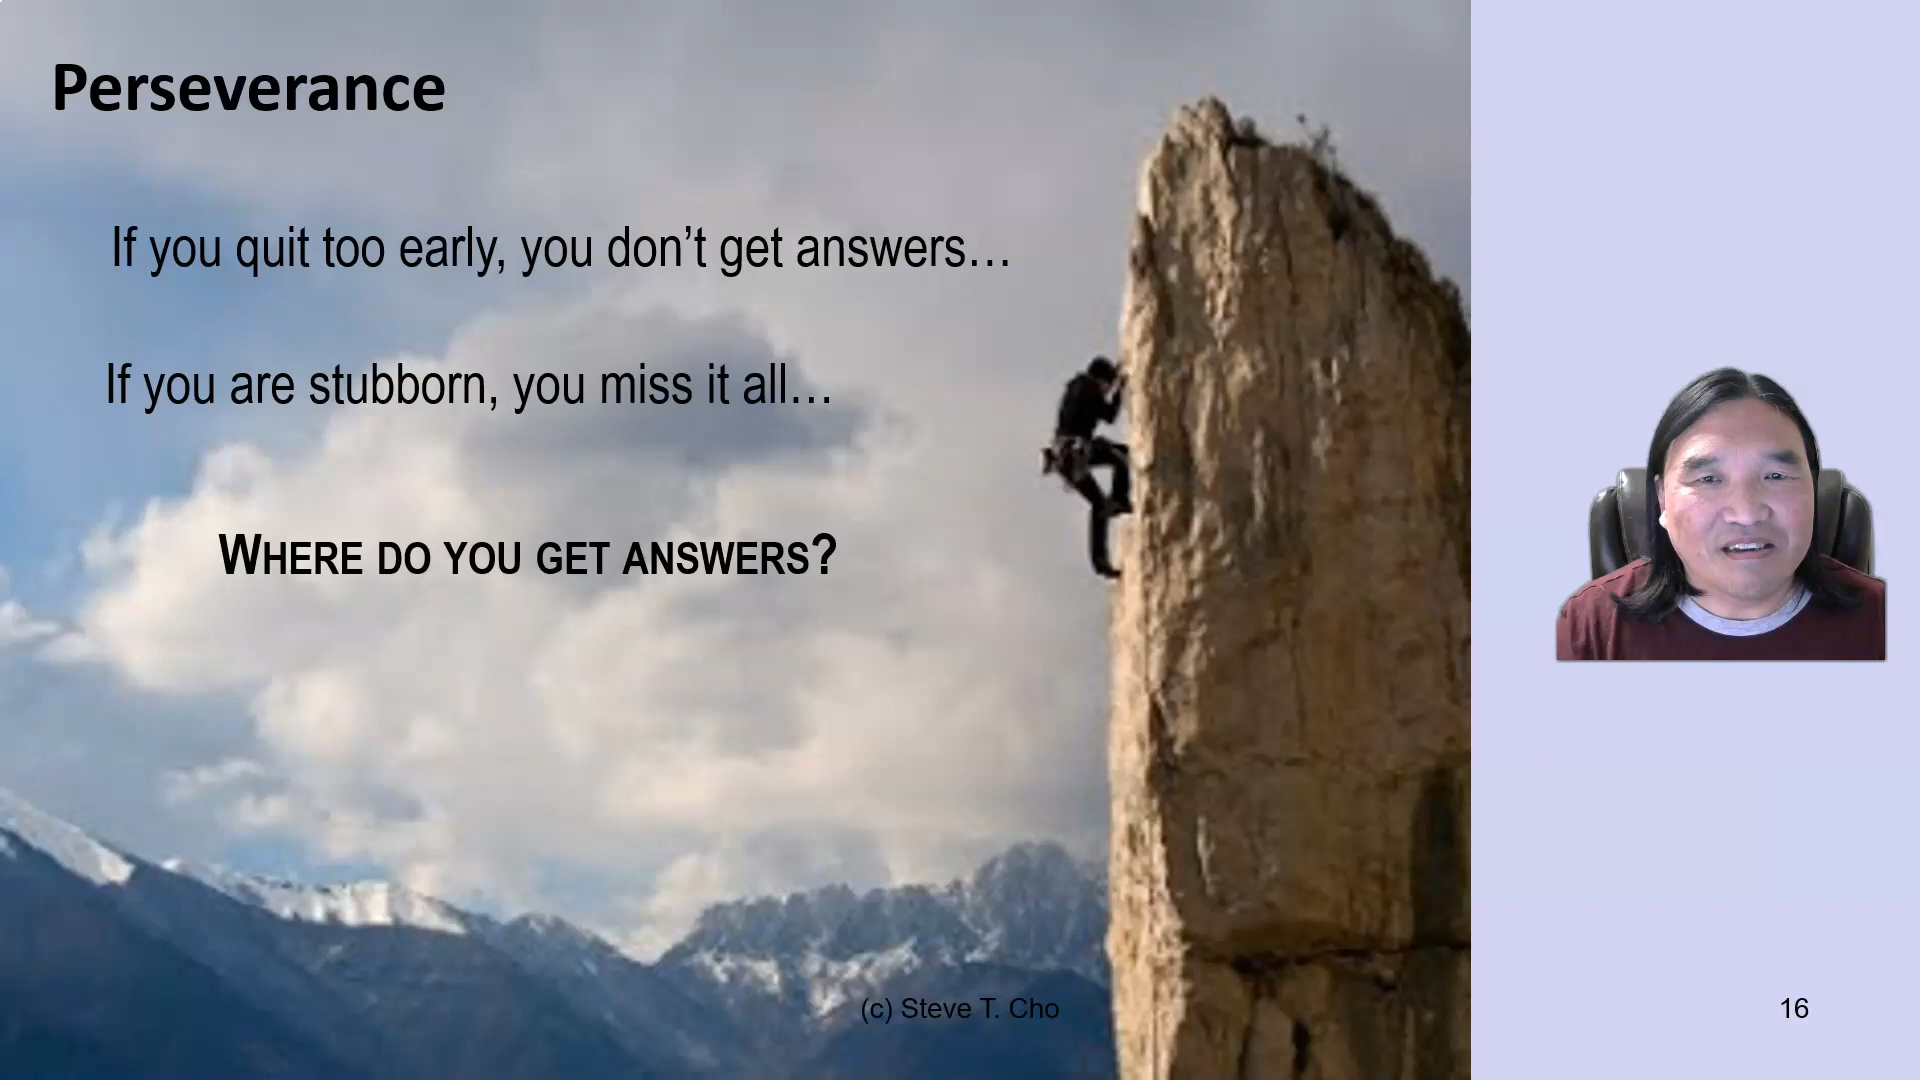 Perseverance
If you quit too early, you don’t get answers…
If you are stubborn, you miss it all…
WHERE DO YOU GET ANSWERS?
(c) Steve T. Cho
16